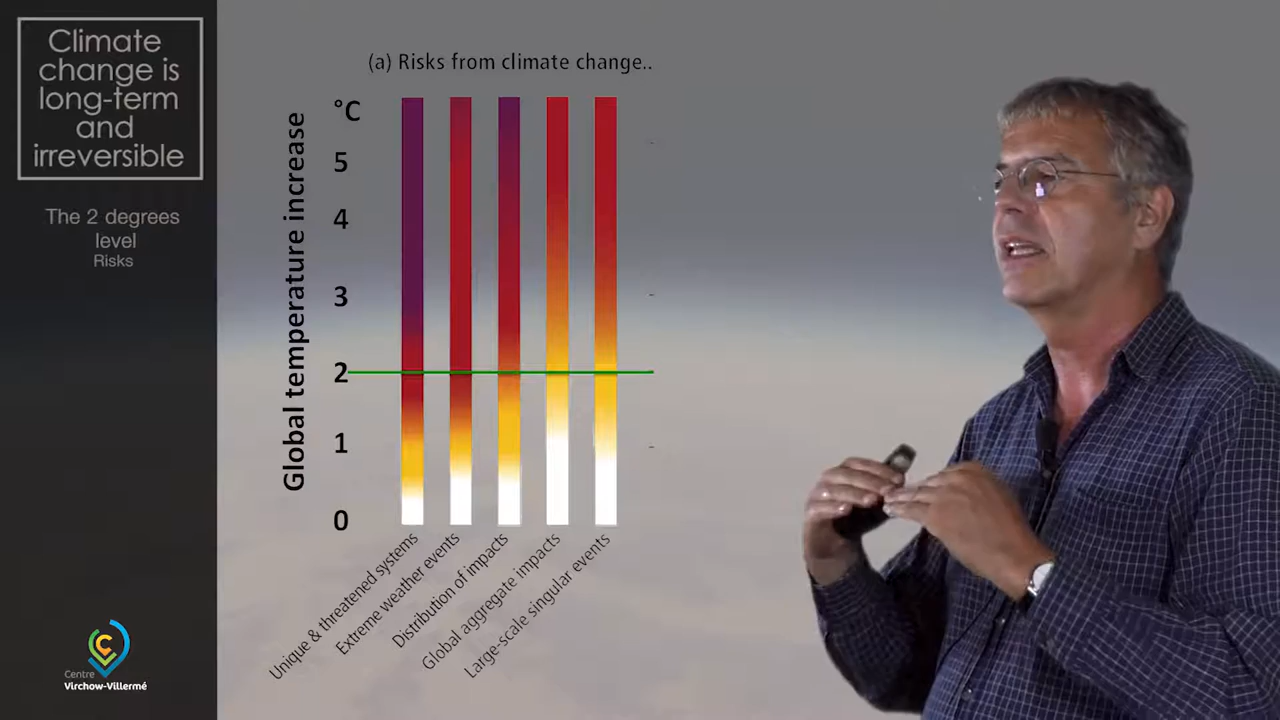 Climate
change is
long-term
and
irreversible
The 2 degrees
level
Risks
(a) Risks from climate change..
Global temperature increase
°C
5
4
3
2
1
0
Unique & threatened systems
Extreme weather events
Distribution of impacts
Global aggregate impacts
Large-scale singular events
C
Centre
Virchow-Villermé